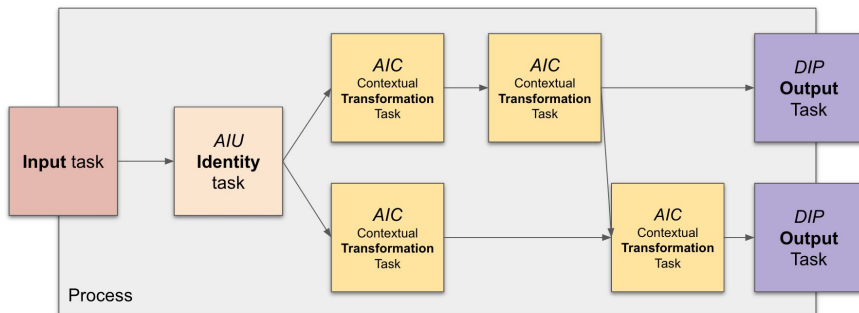 Input task
AIU
Identity
task
AIC
Contextual
Transformation
Task
AIC
Contextual
Transformation
Task
DIP
Output
Task
AIC
Contextual
Transformation
Task
AIC
Contextual
Transformation
Task
DIP
Output
Task
Process